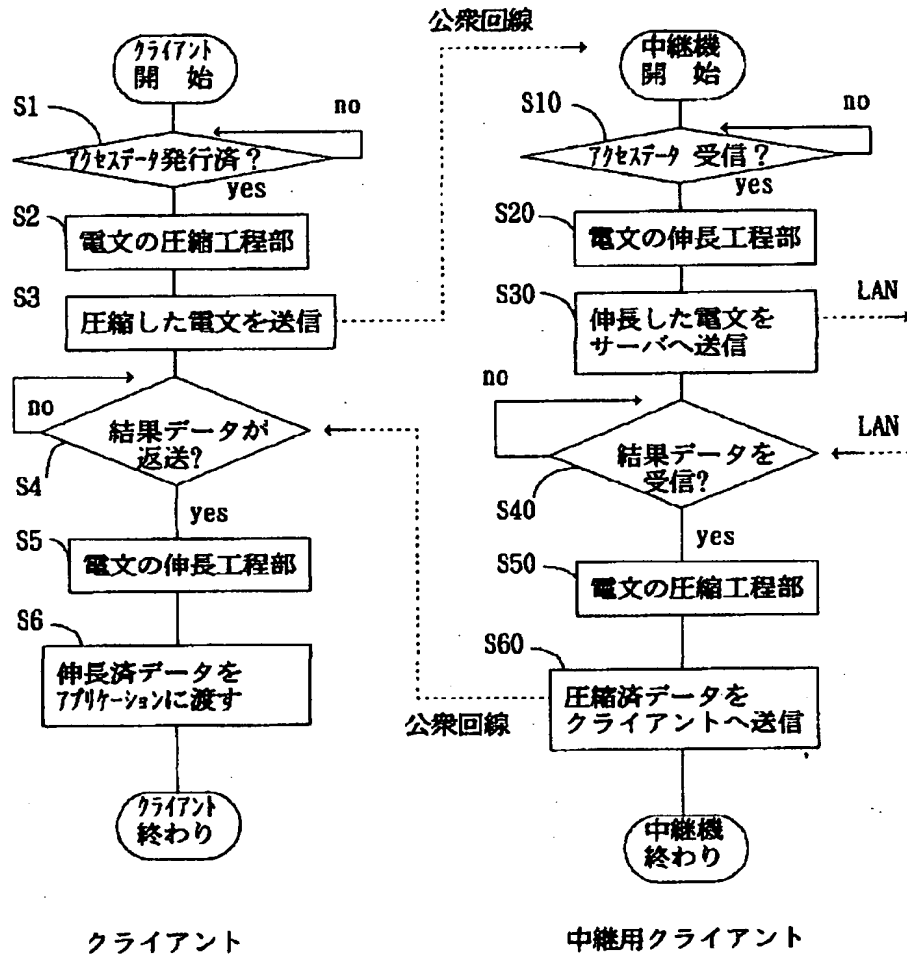 公衆回線
クライアント
開 始
S1
no
アクセスデータ発行済？
yes
S2
電文の圧縮工程部
S3
圧縮した電文を送信
no
結果データが
返送?
S4
yes
S5
電文の伸長工程部
S6
伸長済データを
アプリケーションに渡す
クライアント
終わり
クライアント
中継機
開 始
S10
no
アクセスデータ 受信？
yes
S20
電文の伸長工程部
S30
伸長した電文を
サーバへ送信
LAN
no
結果データを
受信?
LAN
S40
yes
S50
電文の圧縮工程部
S60
圧縮済データを
クライアントへ送信
公衆回線
中継機
終わり
中継用クライアント